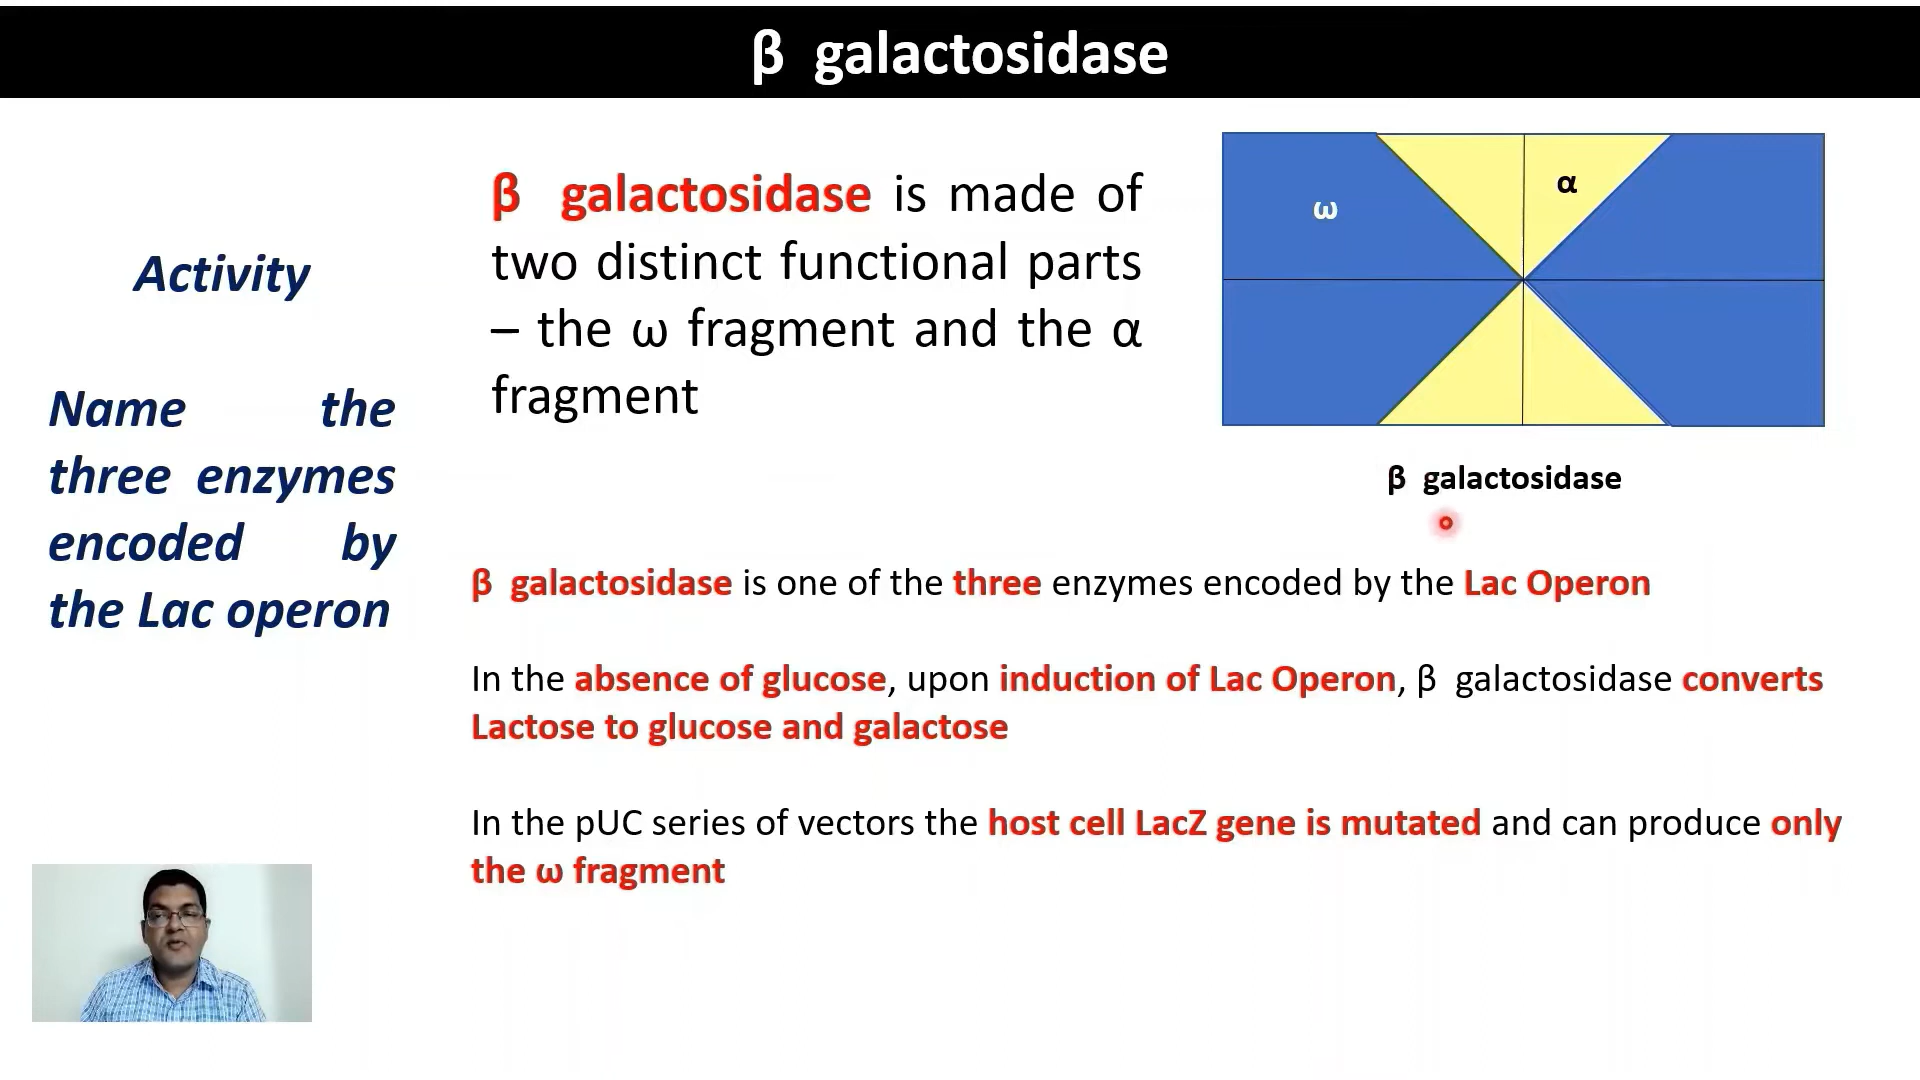 β galactosidase
Activity
Name the
three enzymes
encoded by
the Lac operon
β galactosidase is made of
two distinct functional parts
– the ω fragment and the α
fragment
ω
α
β galactosidase
β galactosidase is one of the three enzymes encoded by the Lac Operon
In the absence of glucose, upon induction of Lac Operon, β galactosidase converts
Lactose to glucose and galactose
In the pUC series of vectors the host cell LacZ gene is mutated and can produce only
the ω fragment